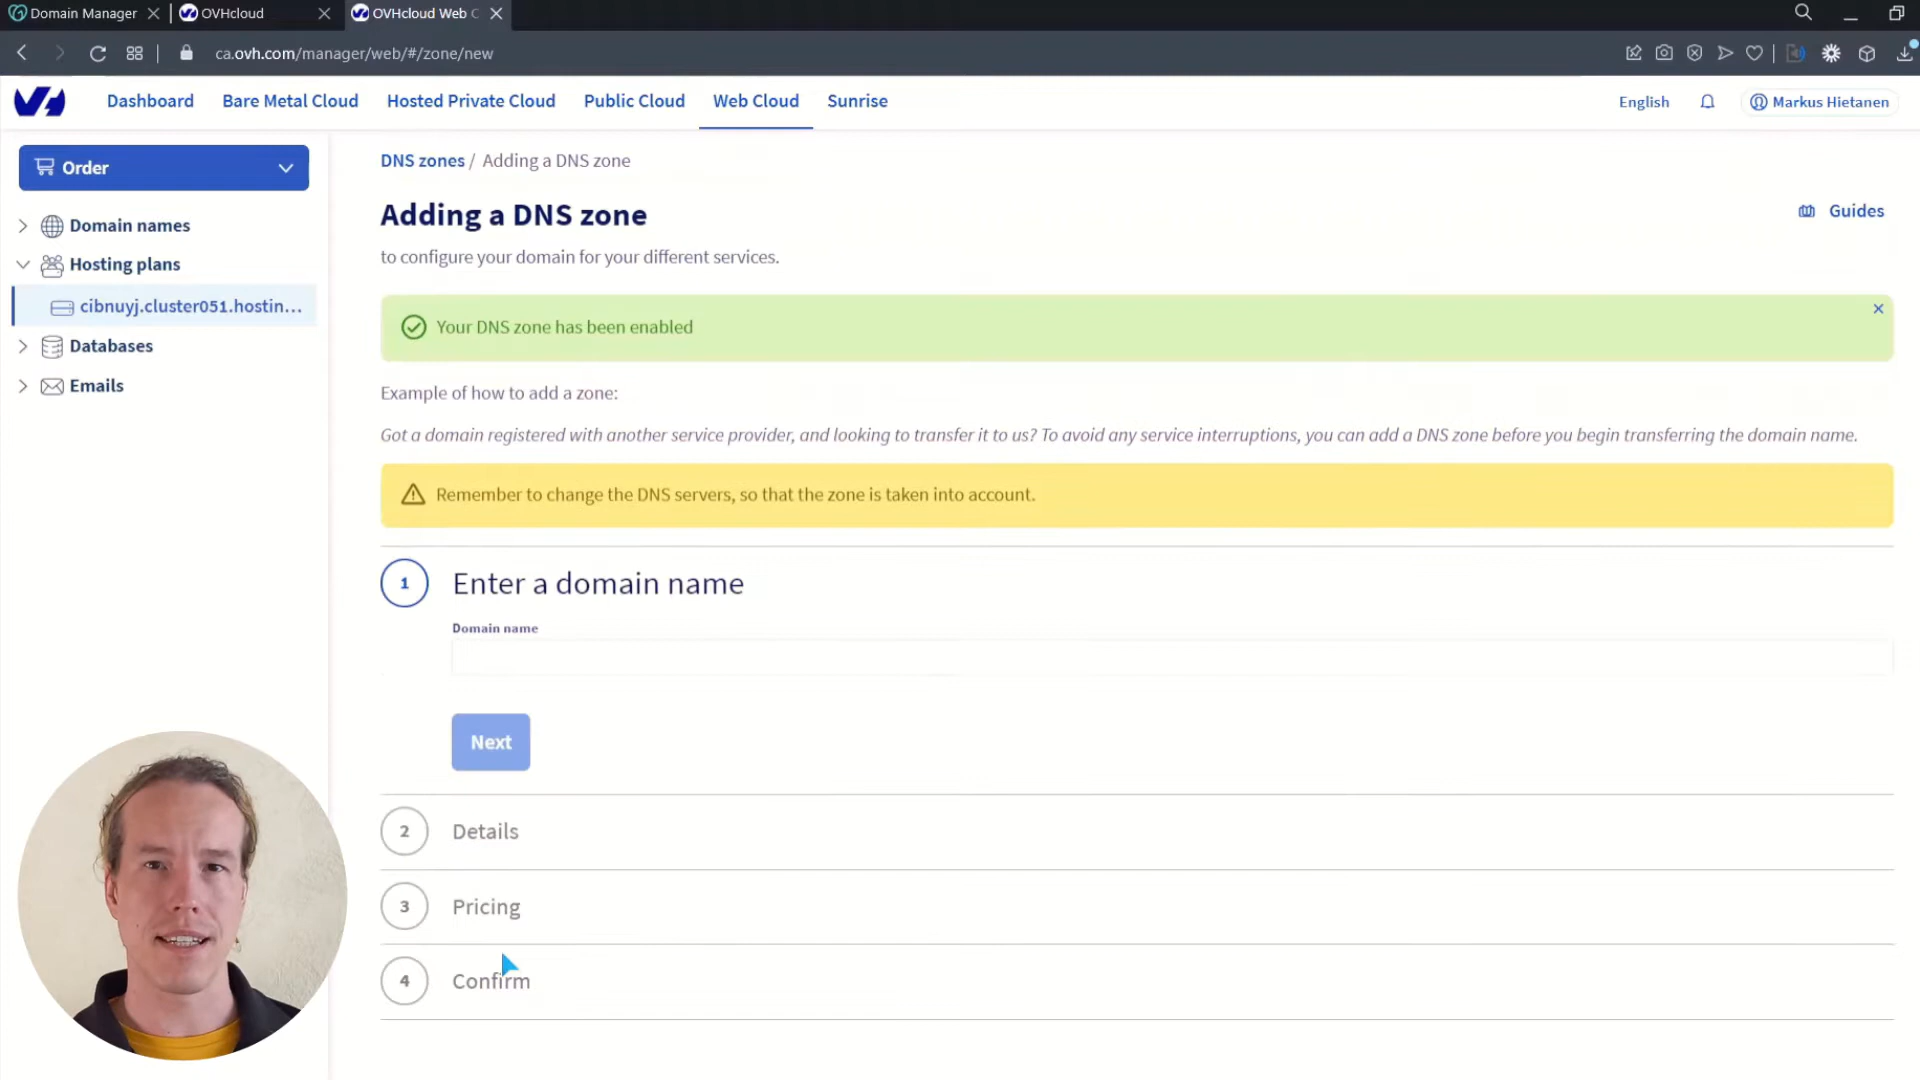 Domain Manager
OVHcloud
OVHcloud Web C
ca.ovh.com/manager/web/#/zone/new
Dashboard
Bare Metal Cloud
Hosted Private Cloud
Public Cloud
Web Cloud
Sunrise
English
Markus Hietanen
Order
Domain names
Hosting plans
cibnuyj.cluster051.hostin...
Databases
Emails
DNS zones / Adding a DNS zone
Adding a DNS zone
Guides
to configure your domain for your different services.
Your DNS zone has been enabled
Example of how to add a zone:
Got a domain registered with another service provider, and looking to transfer it to us? To avoid any service interruptions, you can add a DNS zone before you begin transferring the domain name.
Remember to change the DNS servers, so that the zone is taken into account.
1 Enter a domain name
Domain name
Next
2 Details
3 Pricing
4 Confirm